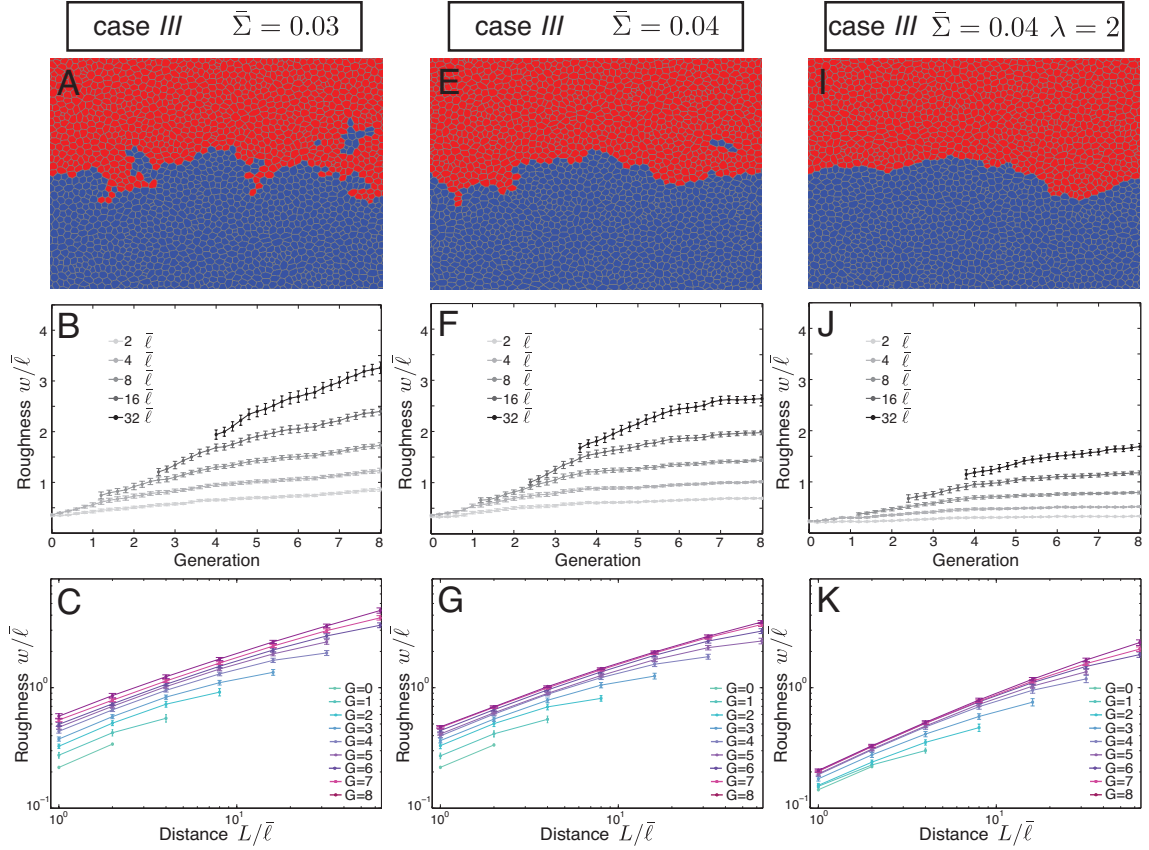 case III Σ̄ = 0.03
case III Σ̄ = 0.04
case III Σ̄ = 0.04 λ = 2
A
E
I
B
4
3
2
1
Roughness w/ℓ̄
2 ℓ̄
4 ℓ̄
8 ℓ̄
16 ℓ̄
32 ℓ̄
0 1 2 3 4 5 6 7 8
Generation
F
4
3
2
1
Roughness w/ℓ̄
2 ℓ̄
4 ℓ̄
8 ℓ̄
16 ℓ̄
32 ℓ̄
0 1 2 3 4 5 6 7 8
Generation
J
4
3
2
1
Roughness w/ℓ̄
2 ℓ̄
4 ℓ̄
8 ℓ̄
16 ℓ̄
32 ℓ̄
0 1 2 3 4 5 6 7 8
Generation
C
10⁰
10⁻¹
Roughness w/ℓ̄
G=0
G=1
G=2
G=3
G=4
G=5
G=6
G=7
G=8
10⁰ 10¹
Distance L/ℓ̄
G
10⁰
10⁻¹
Roughness w/ℓ̄
G=0
G=1
G=2
G=3
G=4
G=5
G=6
G=7
G=8
10⁰ 10¹
Distance L/ℓ̄
K
10⁰
10⁻¹
Roughness w/ℓ̄
G=0
G=1
G=2
G=3
G=4
G=5
G=6
G=7
G=8
10⁰ 10¹
Distance L/ℓ̄